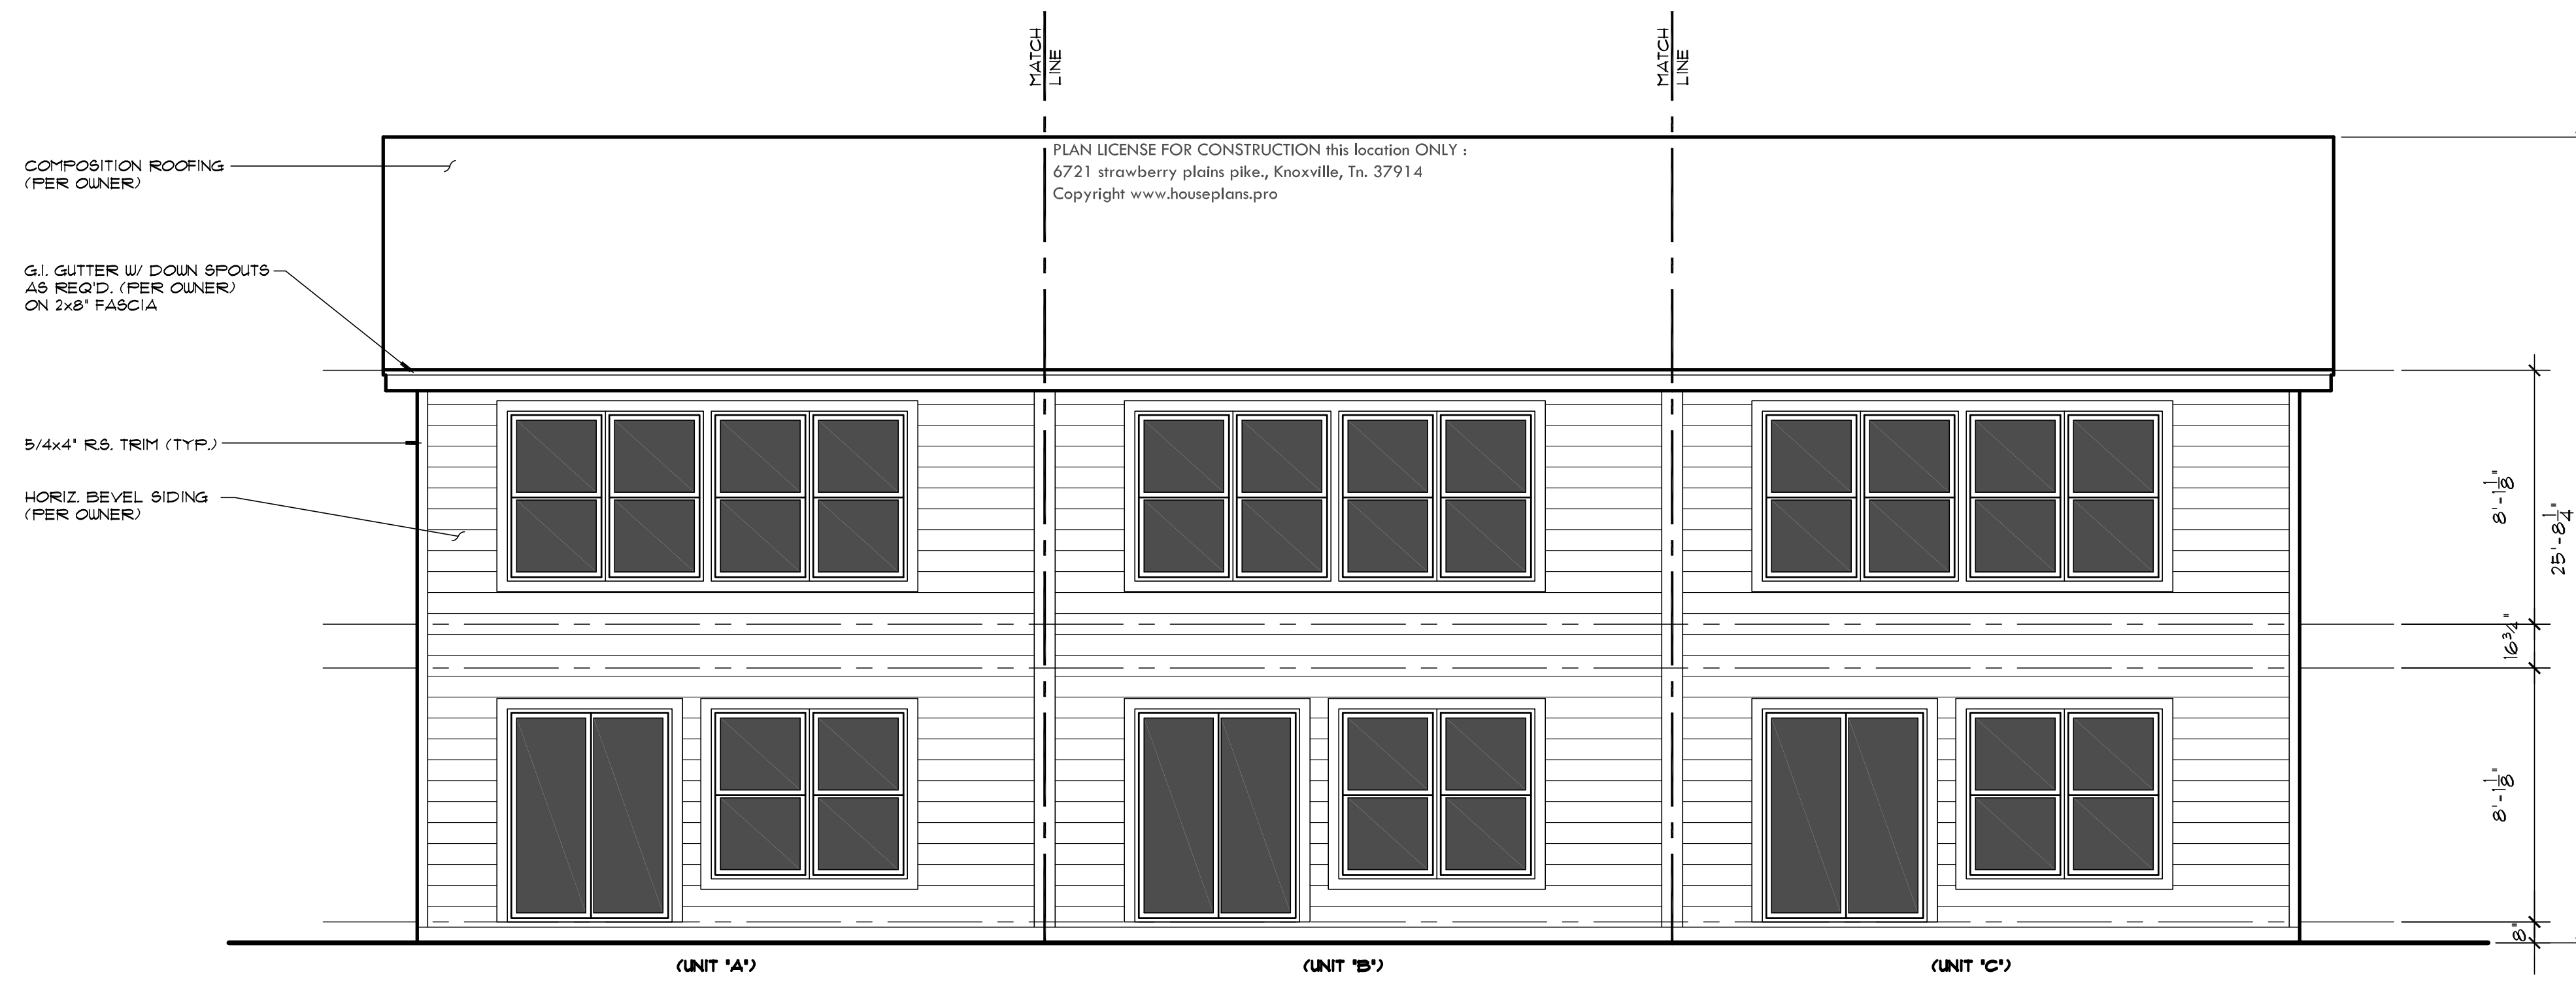 MATCH
LINE
MATCH
LINE
PLAN LICENSE FOR CONSTRUCTION this location ONLY :
6721 strawberry plains pike., Knoxville, Tn. 37914
Copyright www.houseplans.pro
COMPOSITION ROOFING
(PER OWNER)
G.I. GUTTER W/ DOWN SPOUTS
AS REQ'D. (PER OWNER)
ON 2x8" FASCIA
5/4x4" R.S. TRIM (TYP.)
HORIZ. BEVEL SIDING
(PER OWNER)
8'-1 1/8"
25'-8 1/4"
16 3/4"
8'-1 1/8"
8"
(UNIT "A")
(UNIT "B")
(UNIT "C")